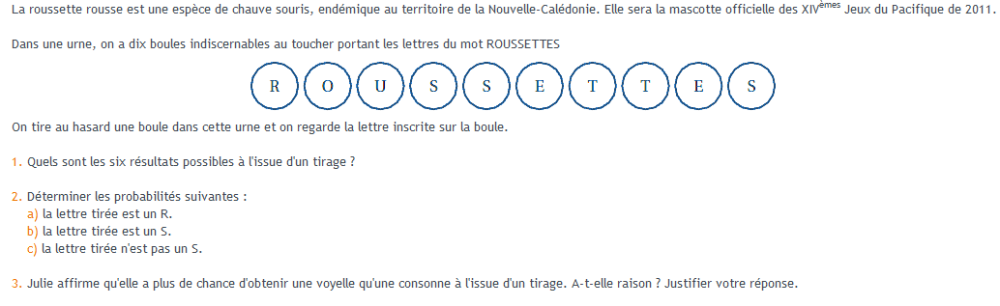 La roussette rousse est une espèce de chauve souris, endémique au territoire de la Nouvelle-Calédonie. Elle sera la mascotte officielle des XIVèmes Jeux du Pacifique de 2011.
Dans une urne, on a dix boules indiscernables au toucher portant les lettres du mot ROUSSETTES
R O U S S E T T E S
On tire au hasard une boule dans cette urne et on regarde la lettre inscrite sur la boule.
1. Quels sont les six résultats possibles à l'issue d'un tirage ?
2. Déterminer les probabilités suivantes :
a) la lettre tirée est un R.
b) la lettre tirée est un S.
c) la lettre tirée n'est pas un S.
3. Julie affirme qu'elle a plus de chance d'obtenir une voyelle qu'une consonne à l'issue d'un tirage. A-t-elle raison ? Justifier votre réponse.